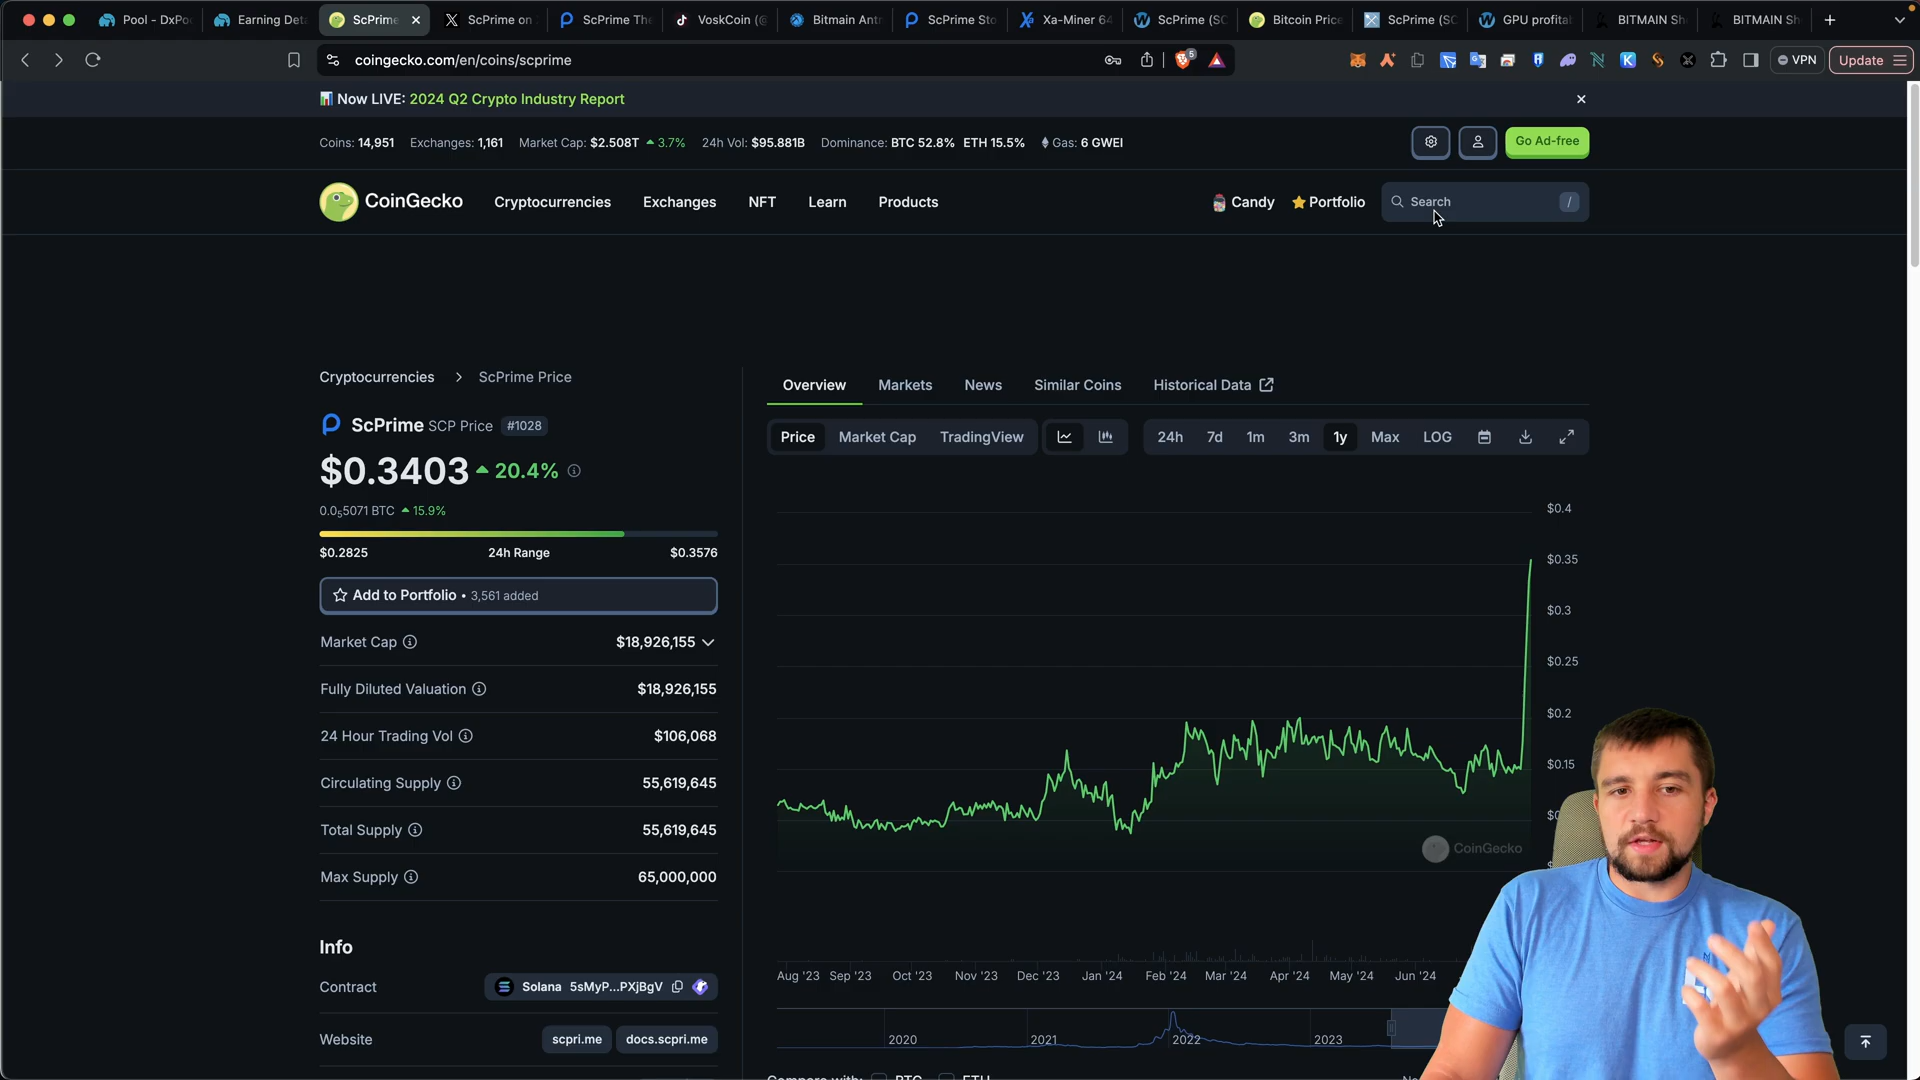 Pool - DxPoo
Earning Deta
ScPrime
ScPrime on
ScPrime The
VoskCoin (@
Bitmain Antr
ScPrime Sto
Xa-Miner 64
ScPrime (SC
Bitcoin Price
ScPrime (SC
GPU profitab
BITMAIN Sh
BITMAIN Sh
coingecko.com/en/coins/scprime
5
VPN
Update
Now LIVE: 2024 Q2 Crypto Industry Report
Coins: 14,951 Exchanges: 1,161 Market Cap: $2.508T 3.7% 24h Vol: $95.881B Dominance: BTC 52.8% ETH 15.5% Gas: 6 GWEI
Go Ad-free
CoinGecko
Cryptocurrencies Exchanges NFT Learn Products
Candy Portfolio
Search /
Cryptocurrencies > ScPrime Price
Overview Markets News Similar Coins Historical Data
ScPrime SCP Price #1028
Price Market Cap TradingView
24h 7d 1m 3m 1y Max LOG
$0.3403 20.4%
0.0₅5071 BTC 15.9%
$0.2825 24h Range $0.3576
Add to Portfolio • 3,561 added
Market Cap $18,926,155
Fully Diluted Valuation $18,926,155
24 Hour Trading Vol $106,068
Circulating Supply 55,619,645
Total Supply 55,619,645
Max Supply 65,000,000
Info
Contract Solana 5sMyP...PXjBgV
Website scpri.me docs.scpri.me
$0.4
$0.35
$0.3
$0.25
$0.2
$0.15
CoinGecko
Aug '23 Sep '23 Oct '23 Nov '23 Dec '23 Jan '24 Feb '24 Mar '24 Apr '24 May '24 Jun '24
2020 2021 2022 2023
Compare with: BTC ETH